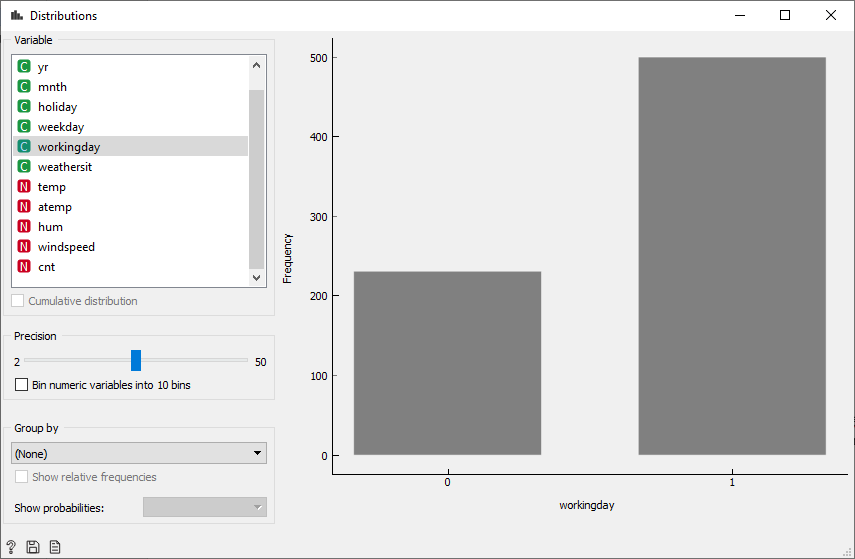 Distributions
Variable
C yr
C mnth
C holiday
C weekday
C workingday
C weathersit
N temp
N atemp
N hum
N windspeed
N cnt
Cumulative distribution
Precision
2 50
Bin numeric variables into 10 bins
Group by
(None)
Show relative frequencies
Show probabilities:
?
Frequency
500
400
300
200
100
0
0 1
workingday